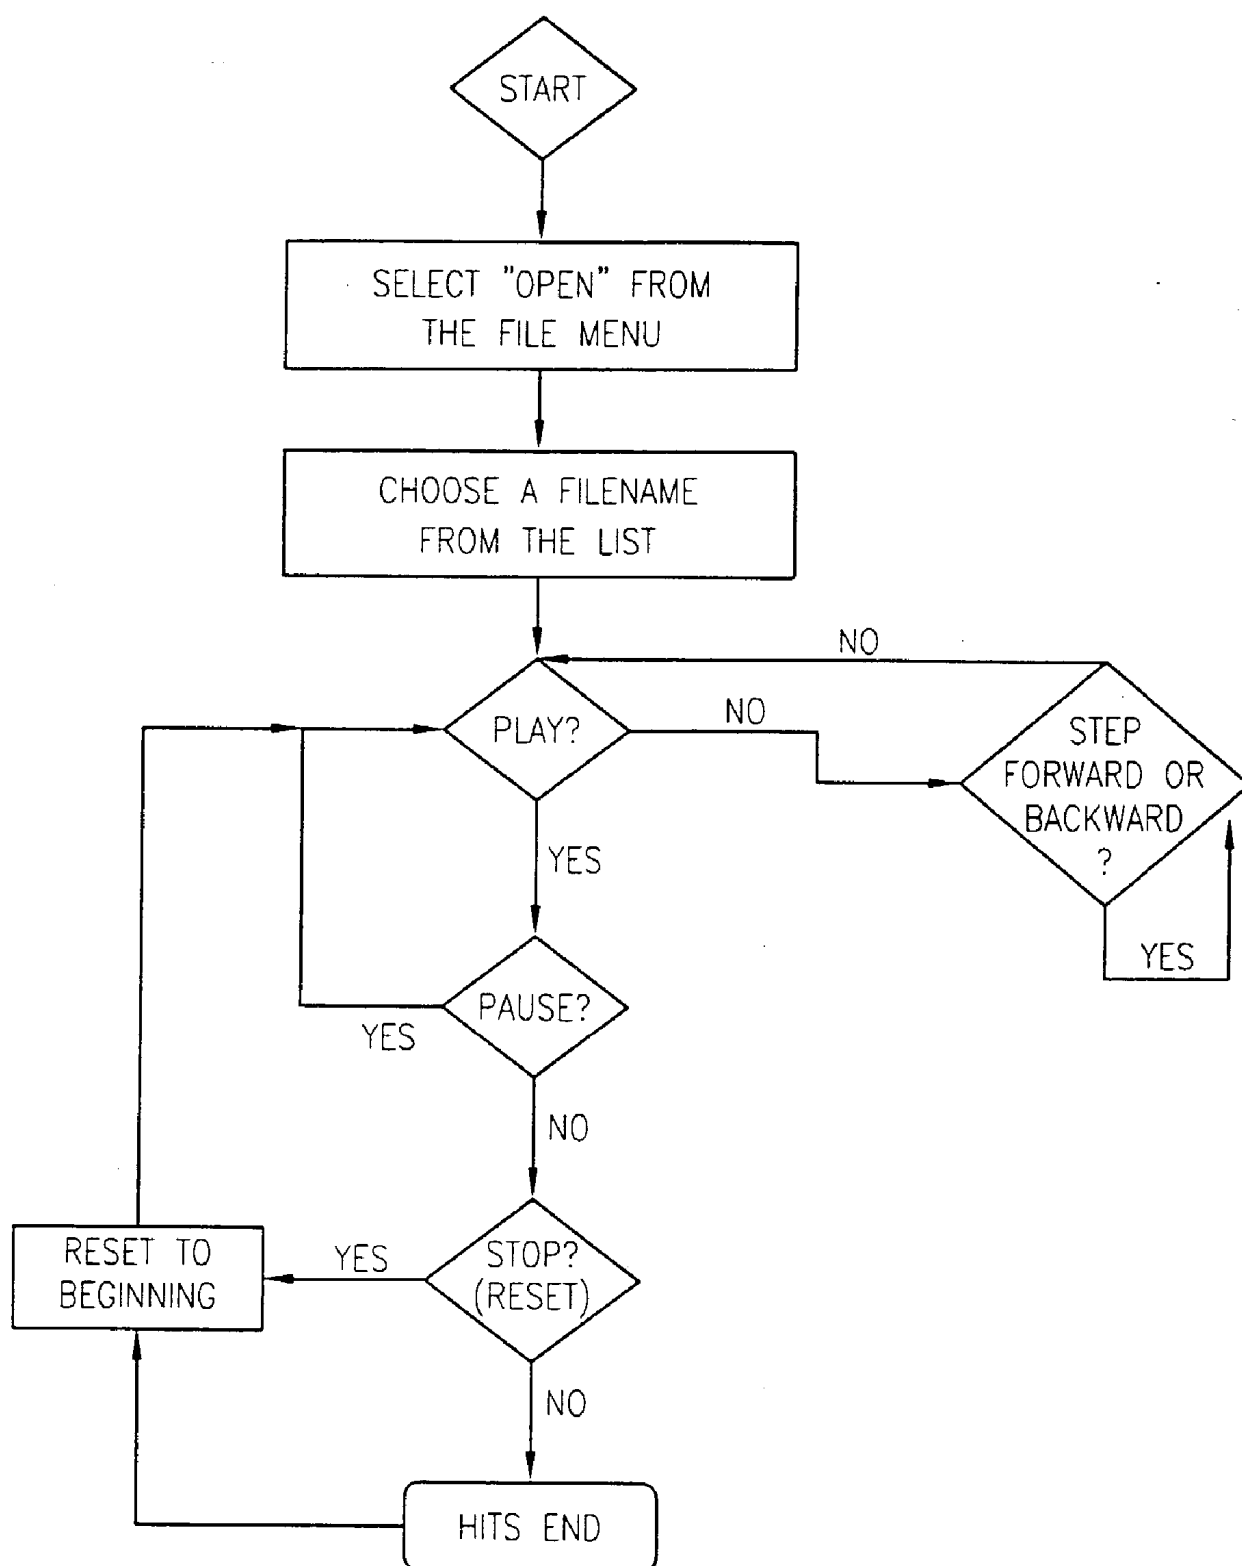 START
SELECT "OPEN" FROM
THE FILE MENU
CHOOSE A FILENAME
FROM THE LIST
NO
PLAY?
NO
STEP
FORWARD OR
BACKWARD
?
YES
YES
PAUSE?
YES
NO
RESET TO
BEGINNING
YES
STOP?
(RESET)
NO
HITS END